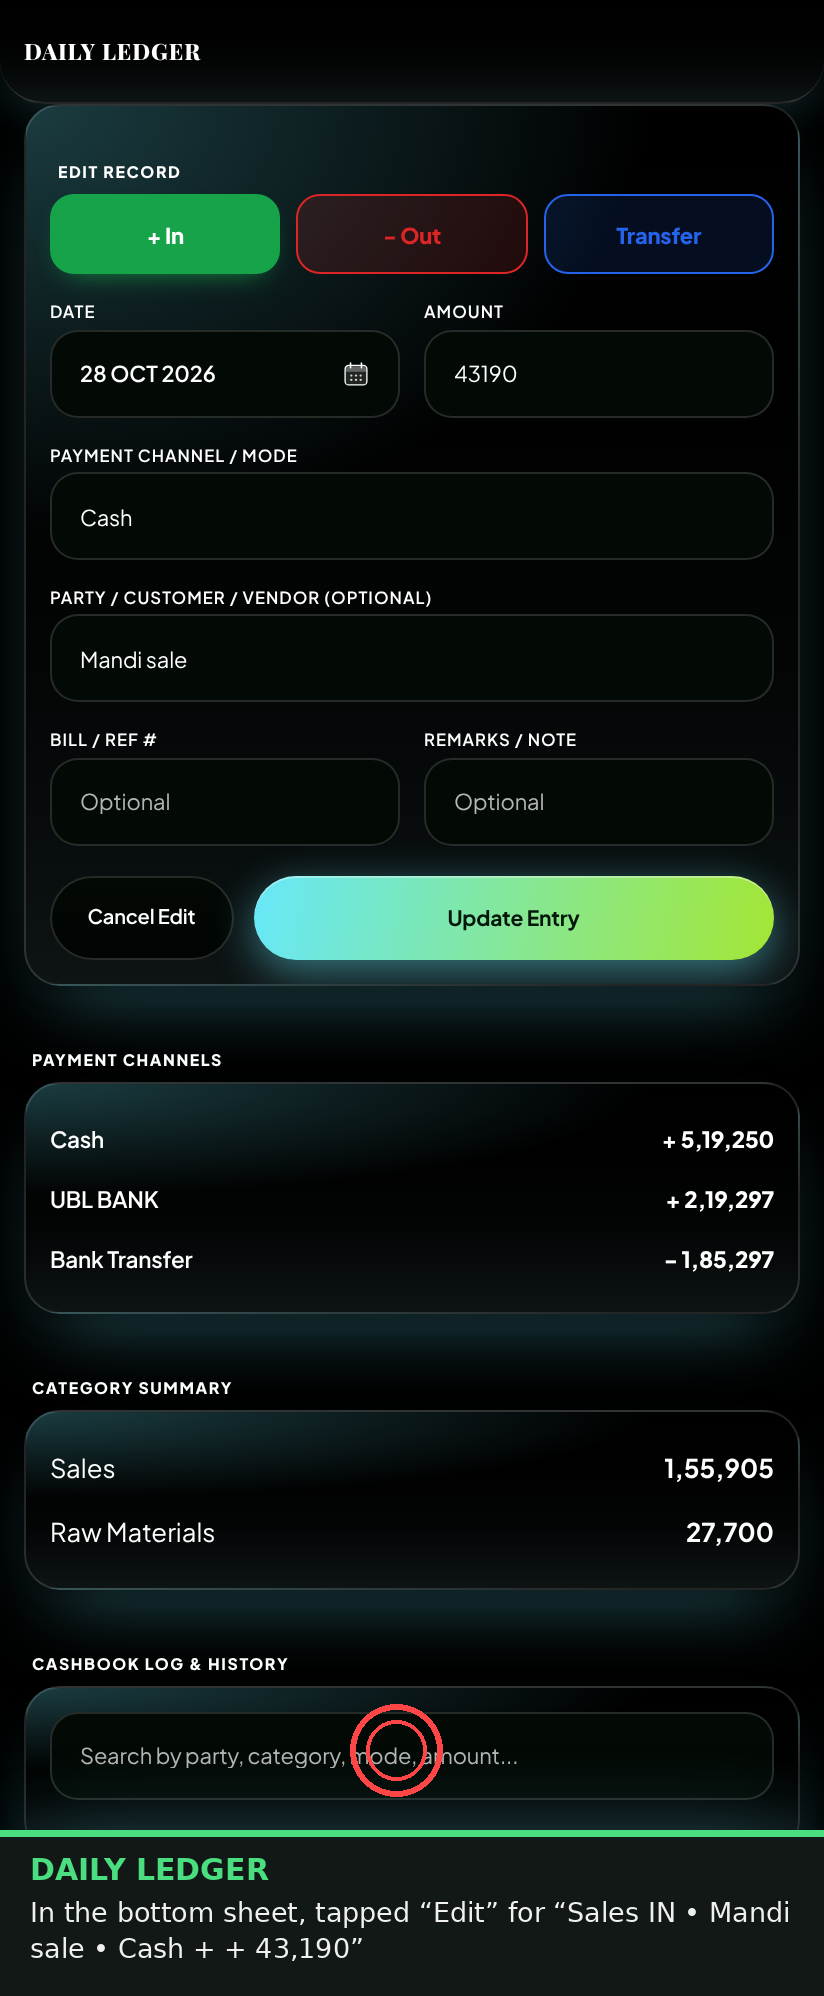 DAILY LEDGER
EDIT RECORD
+ In
– Out
Transfer
DATE
AMOUNT
28 OCT 2026
43190
PAYMENT CHANNEL / MODE
Cash
PARTY / CUSTOMER / VENDOR (OPTIONAL)
Mandi sale
BILL / REF #
REMARKS / NOTE
Optional
Optional
Cancel Edit
Update Entry
PAYMENT CHANNELS
Cash
+ 5,19,250
UBL BANK
+ 2,19,297
Bank Transfer
– 1,85,297
CATEGORY SUMMARY
Sales
1,55,905
Raw Materials
27,700
CASHBOOK LOG & HISTORY
Search by party, category, mode, amount...
DAILY LEDGER
In the bottom sheet, tapped “Edit” for “Sales IN • Mandi
sale • Cash + + 43,190”